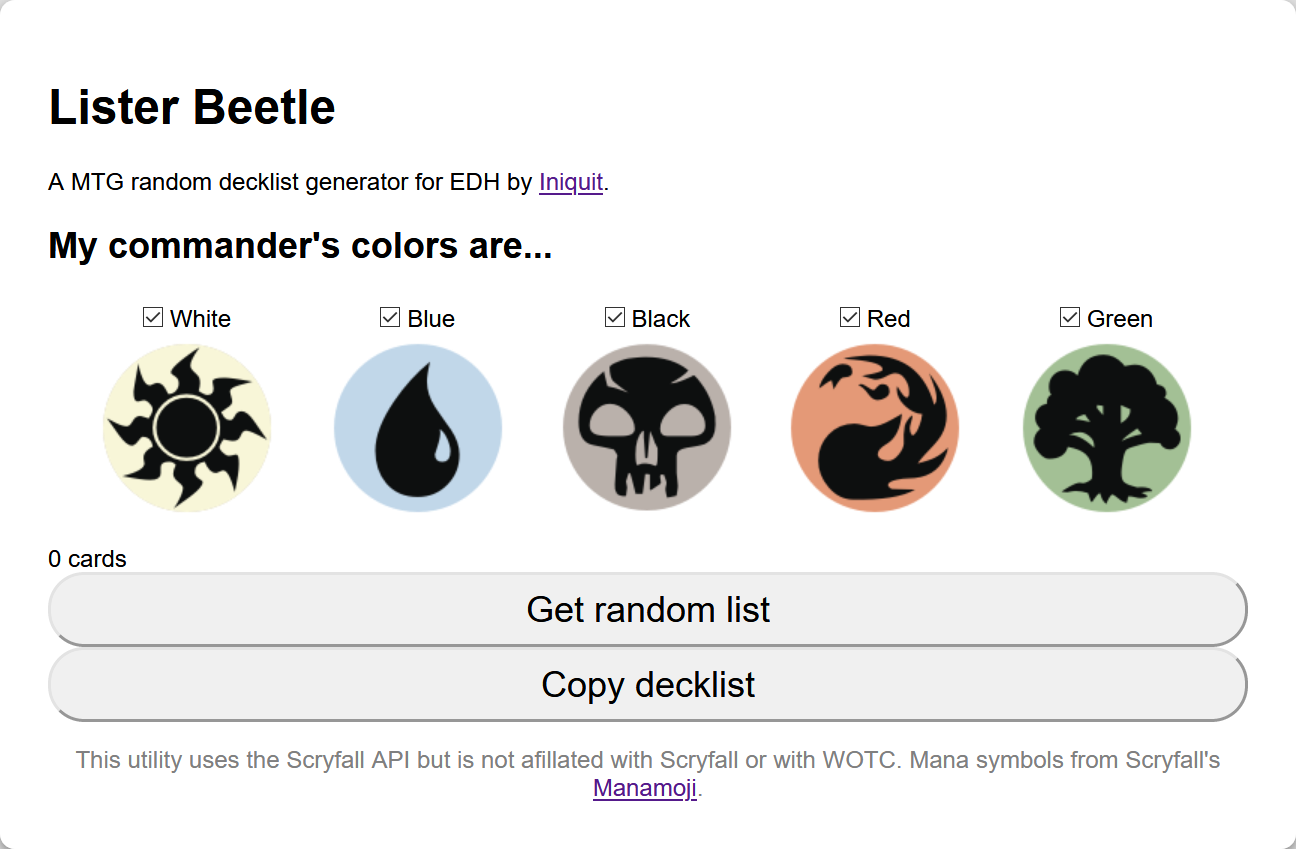 Lister Beetle
A MTG random decklist generator for EDH by Iniquit.
My commander's colors are...
White Blue Black Red Green
0 cards
Get random list
Copy decklist
This utility uses the Scryfall API but is not afillated with Scryfall or with WOTC. Mana symbols from Scryfall's
Manamoji.